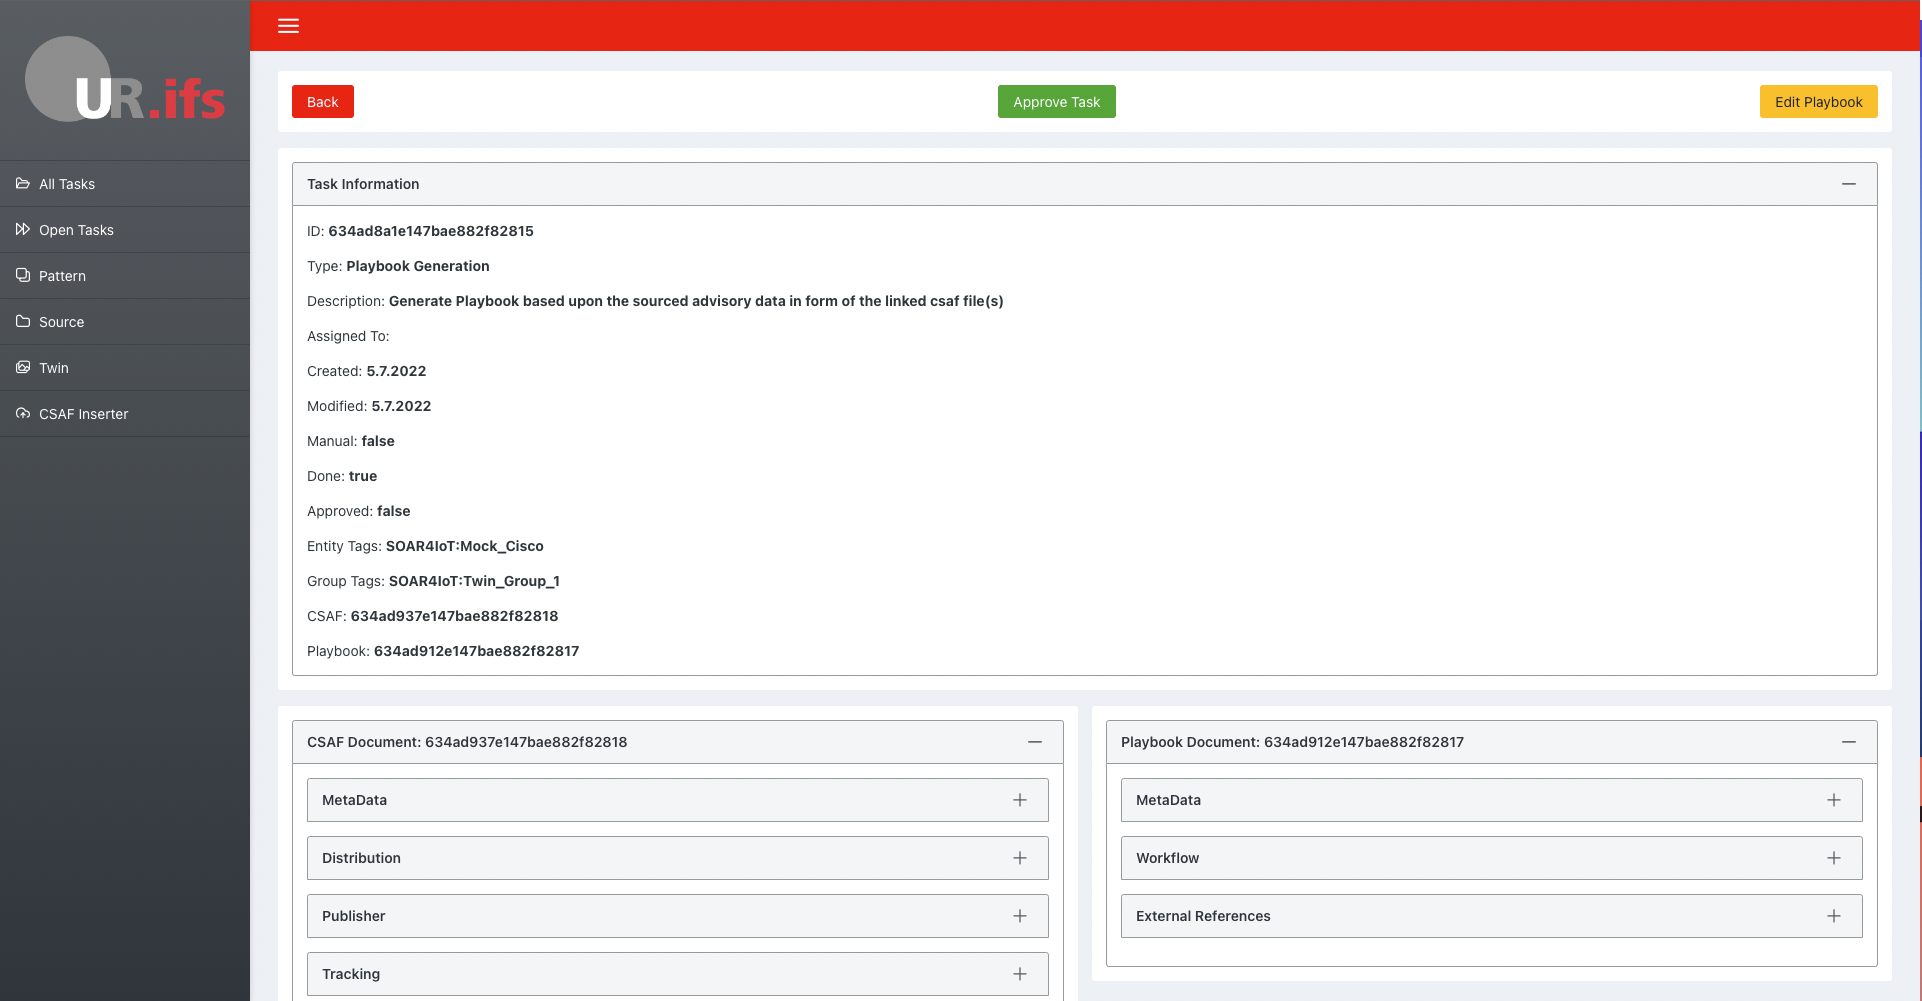 UR.ifs
All Tasks
Open Tasks
Pattern
Source
Twin
CSAF Inserter
Back
Approve Task
Edit Playbook
Task Information
ID: 634ad8a1e147bae882f82815
Type: Playbook Generation
Description: Generate Playbook based upon the sourced advisory data in form of the linked csaf file(s)
Assigned To:
Created: 5.7.2022
Modified: 5.7.2022
Manual: false
Done: true
Approved: false
Entity Tags: SOAR4IoT:Mock_Cisco
Group Tags: SOAR4IoT:Twin_Group_1
CSAF: 634ad937e147bae882f82818
Playbook: 634ad912e147bae882f82817
CSAF Document: 634ad937e147bae882f82818
MetaData
Distribution
Publisher
Tracking
Playbook Document: 634ad912e147bae882f82817
MetaData
Workflow
External References